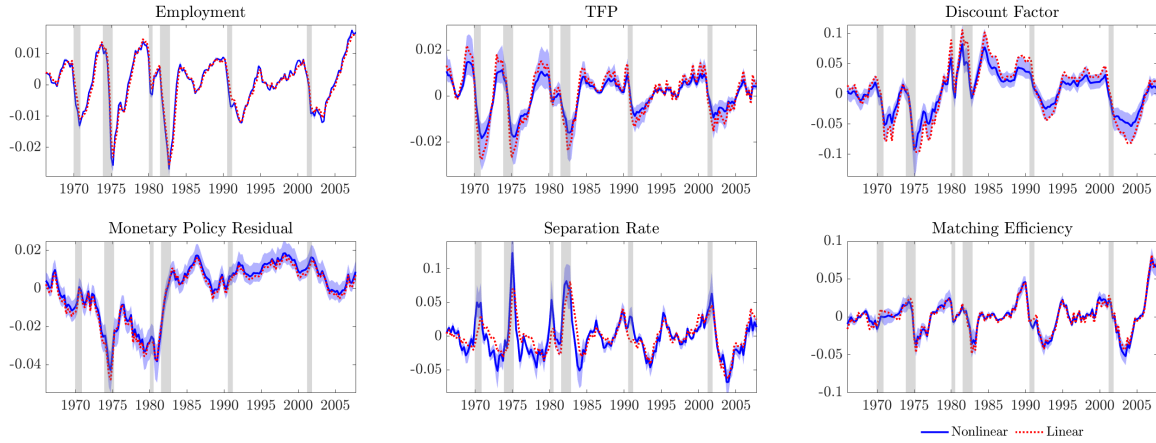 Employment
0.01
0
-0.01
-0.02
1970 1975 1980 1985 1990 1995 2000 2005
TFP
0.02
0
-0.02
1970 1975 1980 1985 1990 1995 2000 2005
Discount Factor
0.1
0.05
0
-0.05
-0.1
1970 1975 1980 1985 1990 1995 2000 2005
Monetary Policy Residual
0.02
0
-0.02
-0.04
1970 1975 1980 1985 1990 1995 2000 2005
Separation Rate
0.1
0.05
0
-0.05
1970 1975 1980 1985 1990 1995 2000 2005
Matching Efficiency
0.1
0.05
0
-0.05
-0.1
1970 1975 1980 1985 1990 1995 2000 2005
Nonlinear Linear